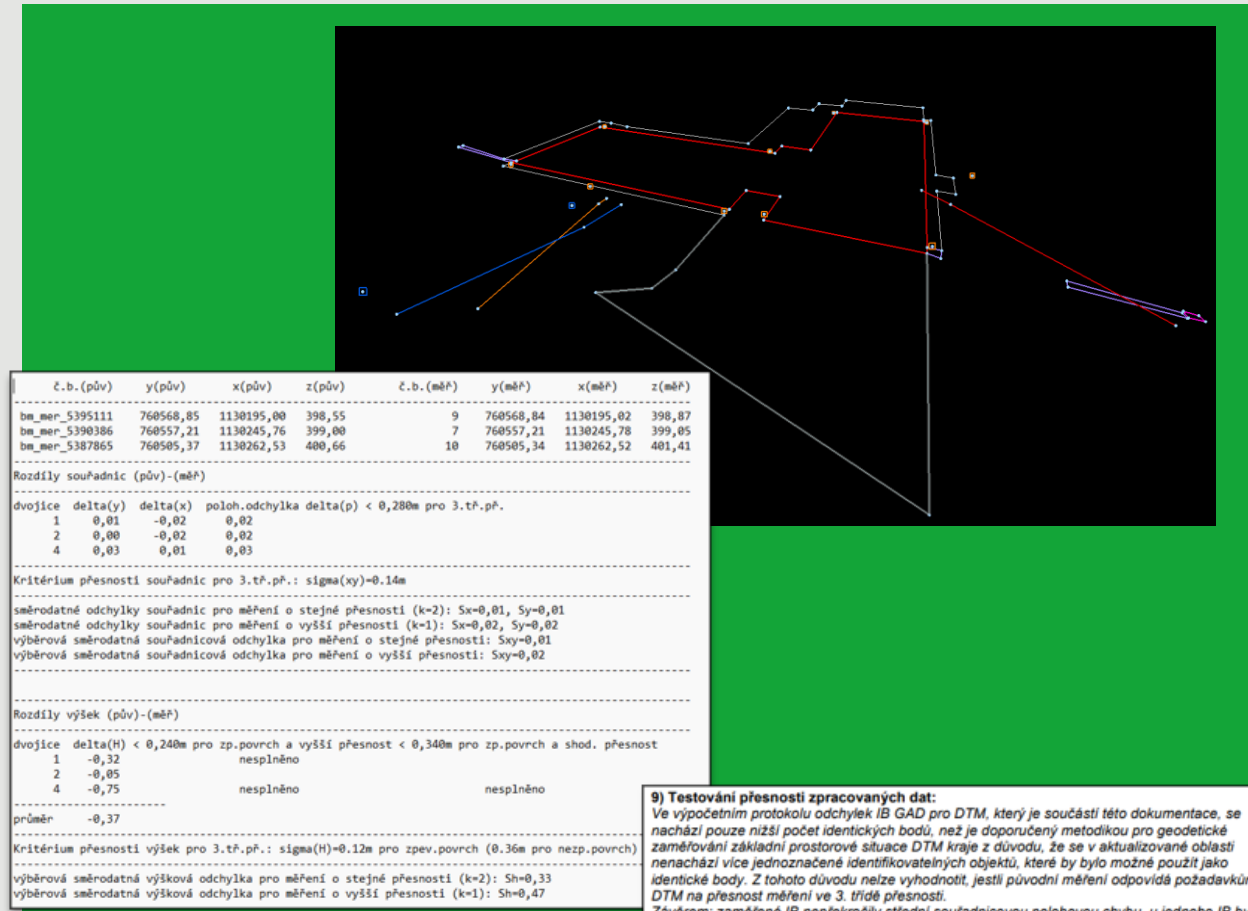 č.b.(pův) y(pův) x(pův) z(pův) č.b.(měř) y(měř) x(měř) z(měř)
bm_mer_5395111 760568,85 1130195,00 398,55 9 760568,84 1130195,02 398,87
bm_mer_5390386 760557,21 1130245,76 399,00 7 760557,21 1130245,78 399,05
bm_mer_5387865 760505,37 1130262,53 400,66 10 760505,34 1130262,52 401,41
Rozdíly souřadnic (pův)-(měř)
dvojice delta(y) delta(x) poloh.odchylka delta(p) < 0,280m pro 3.tř.př.
1 0,01 -0,02 0,02
2 0,00 -0,02 0,02
4 0,03 0,01 0,03
Kritérium přesnosti souřadnic pro 3.tř.př.: sigma(xy)=0.14m
směrodatné odchylky souřadnic pro měření o stejné přesnosti (k=2): Sx=0,01, Sy=0,01
směrodatné odchylky souřadnic pro měření o vyšší přesnosti (k=1): Sx=0,02, Sy=0,02
výběrová směrodatná souřadnicová odchylka pro měření o stejné přesnosti: Sxy=0,01
výběrová směrodatná souřadnicová odchylka pro měření o vyšší přesnosti: Sxy=0,02
Rozdíly výšek (pův)-(měř)
dvojice delta(H) < 0,240m pro zp.povrch a vyšší přesnost < 0,340m pro zp.povrch a shod. přesnost
1 -0,32 nesplněno
2 -0,05
4 -0,75 nesplněno nesplněno
průměr -0,37
Kritérium přesnosti výšek pro 3.tř.př.: sigma(H)=0.12m pro zpev.povrch (0.36m pro nezp.povrch)
výběrová směrodatná výšková odchylka pro měření o stejné přesnosti (k=2): Sh=0,33
výběrová směrodatná výšková odchylka pro měření o vyšší přesnosti (k=1): Sh=0,47
9) Testování přesnosti zpracovaných dat:
Ve výpočetním protokolu odchylek IB GAD pro DTM, který je součástí této dokumentace, se
nachází pouze nižší počet identických bodů, než je doporučený metodikou pro geodetické
zaměřování základní prostorové situace DTM kraje z důvodu, že se v aktualizované oblasti
nenachází více jednoznačené identifikovatelných objektů, které by bylo možné použít jako
identické body. Z tohoto důvodu nelze vyhodnotit, jestli původní měření odpovídá požadavkům
DTM na přesnost měření ve 3. třídě přesnosti.